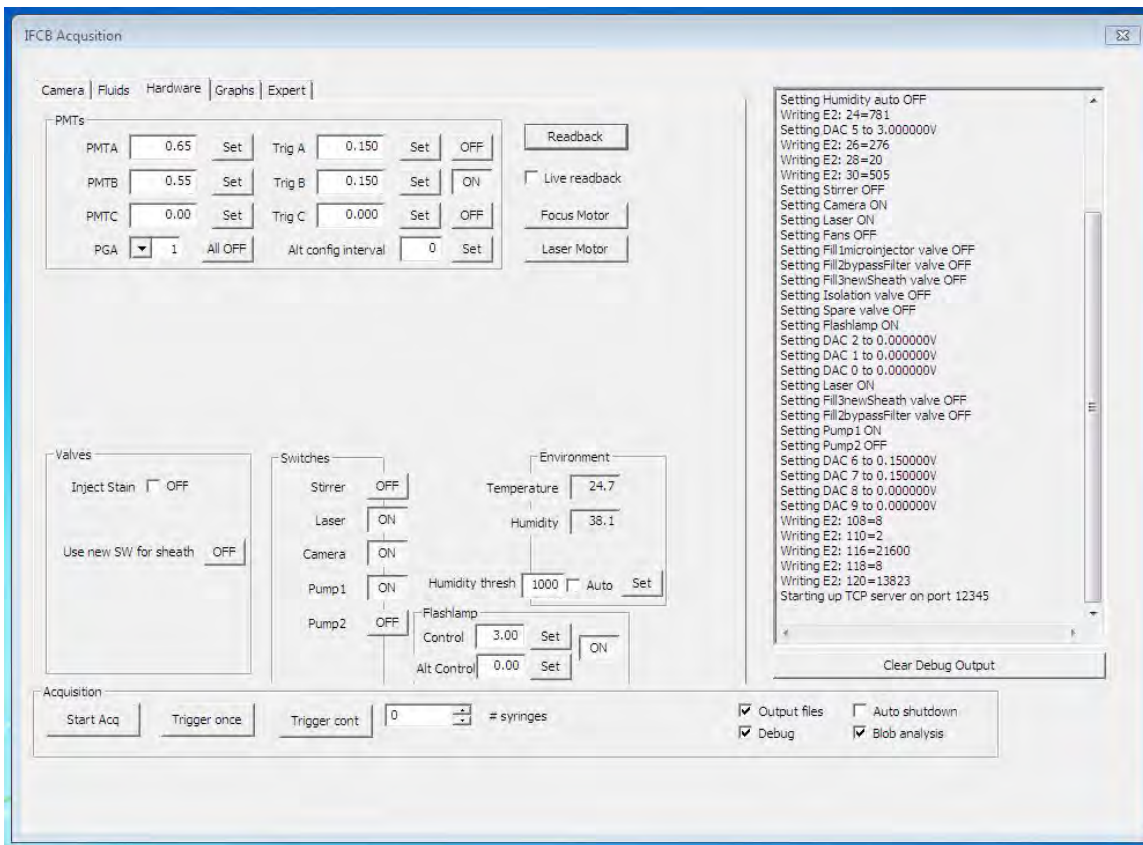 IFCB Acqusition
Camera Fluids Hardware Graphs Expert
PMTs
PMTA 0.65 Set Trig A 0.150 Set OFF
PMTB 0.55 Set Trig B 0.150 Set ON
PMTC 0.00 Set Trig C 0.000 Set OFF
PGA 1 All OFF Alt config interval 0 Set
Readback
Live readback
Focus Motor
Laser Motor
Valves
Inject Stain OFF
Use new SW for sheath OFF
Switches
Stirrer OFF
Laser ON
Camera ON
Pump1 ON
Pump2 OFF
Environment
Temperature 24.7
Humidity 38.1
Humidity thresh 1000 Auto Set
Flashlamp
Control 3.00 Set ON
Alt Control 0.00 Set
Setting Humidity auto OFF
Writing E2: 24=781
Setting DAC 5 to 3.000000V
Writing E2: 26=276
Writing E2: 28=20
Writing E2: 30=505
Setting Stirrer OFF
Setting Camera ON
Setting Laser ON
Setting Fans OFF
Setting Fill1microinjector valve OFF
Setting Fill2bypassFilter valve OFF
Setting Fill3newSheath valve OFF
Setting Isolation valve OFF
Setting Spare valve OFF
Setting Flashlamp ON
Setting DAC 2 to 0.000000V
Setting DAC 1 to 0.000000V
Setting DAC 0 to 0.000000V
Setting Laser ON
Setting Fill3newSheath valve OFF
Setting Fill2bypassFilter valve OFF
Setting Pump1 ON
Setting Pump2 OFF
Setting DAC 6 to 0.150000V
Setting DAC 7 to 0.150000V
Setting DAC 8 to 0.000000V
Setting DAC 9 to 0.000000V
Writing E2: 108=8
Writing E2: 110=2
Writing E2: 116=21600
Writing E2: 118=8
Writing E2: 120=13823
Starting up TCP server on port 12345
Clear Debug Output
Acquisition
Start Acq Trigger once Trigger cont 0 # syringes
Output files Auto shutdown
Debug Blob analysis